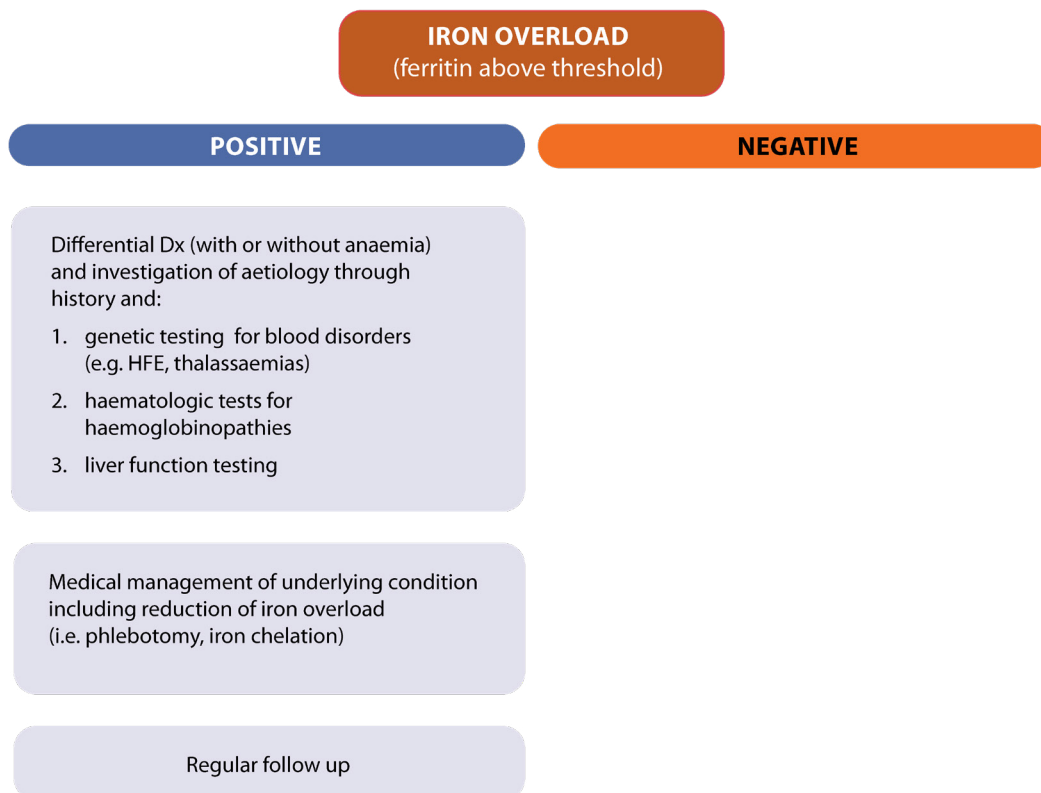 IRON OVERLOAD
(ferritin above threshold)
POSITIVE
NEGATIVE
Differential Dx (with or without anaemia)
and investigation of aetiology through
history and:
1. genetic testing for blood disorders
(e.g. HFE, thalassaemias)
2. haematologic tests for
haemoglobinopathies
3. liver function testing
Medical management of underlying condition
including reduction of iron overload
(i.e. phlebotomy, iron chelation)
Regular follow up